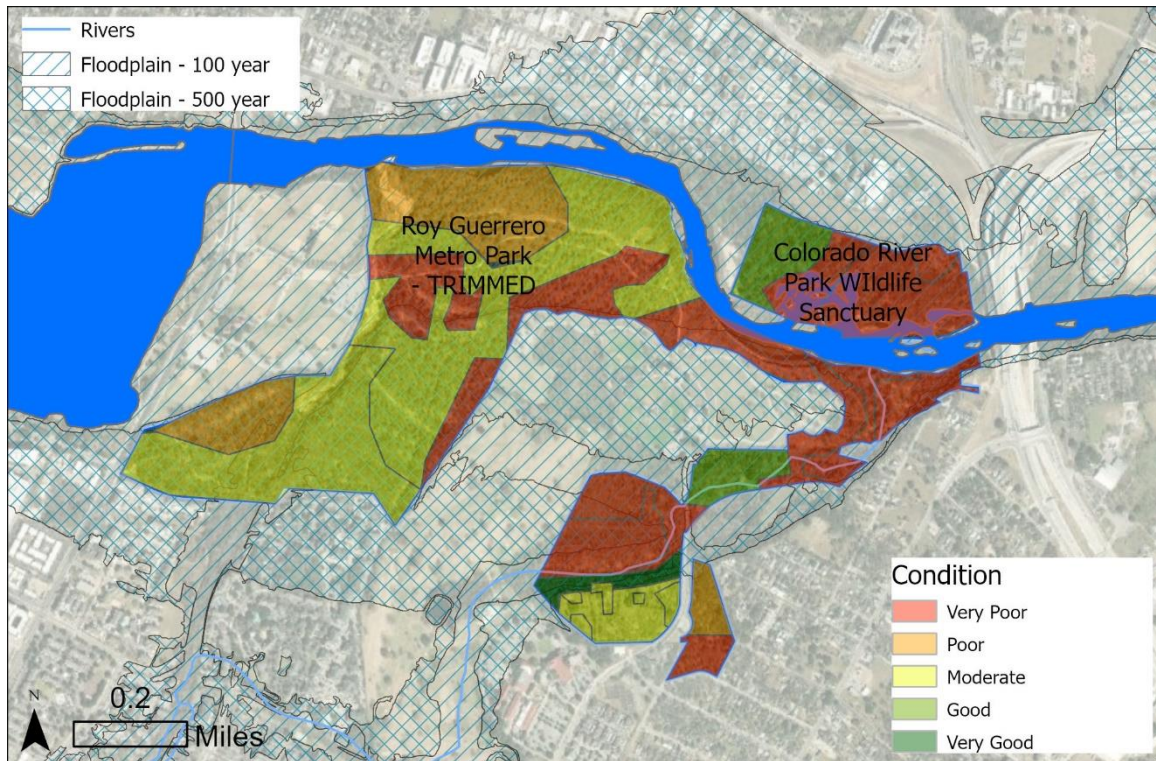 Rivers
Floodplain - 100 year
Floodplain - 500 year
Roy Guerrero
Metro Park
- TRIMMED
Colorado River
Park WIldlife
Sanctuary
Condition
Very Poor
Poor
Moderate
Good
Very Good
N
0.2
Miles